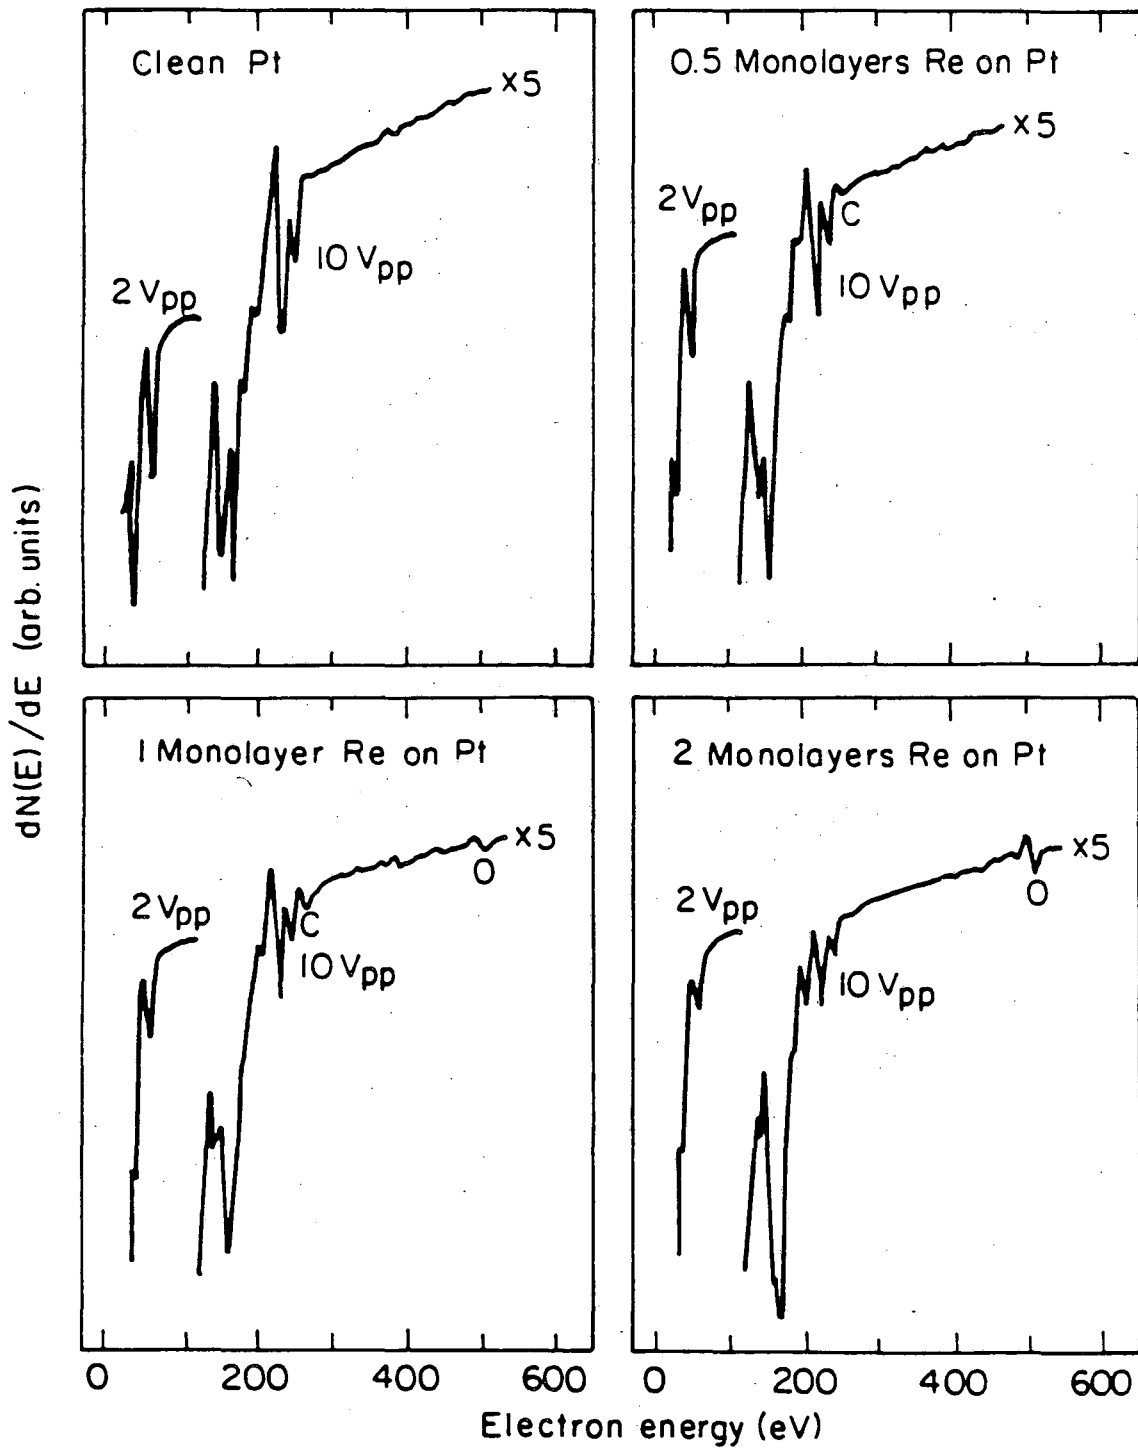 dN(E)/dE (arb. units)
Clean Pt
x5
10 Vpp
2 Vpp
0.5 Monolayers Re on Pt
x5
2 Vpp
C
10 Vpp
1 Monolayer Re on Pt
x5
O
2 Vpp
C
10 Vpp
2 Monolayers Re on Pt
x5
O
2 Vpp
10 Vpp
0 200 400 600
0 200 400 600
Electron energy (eV)